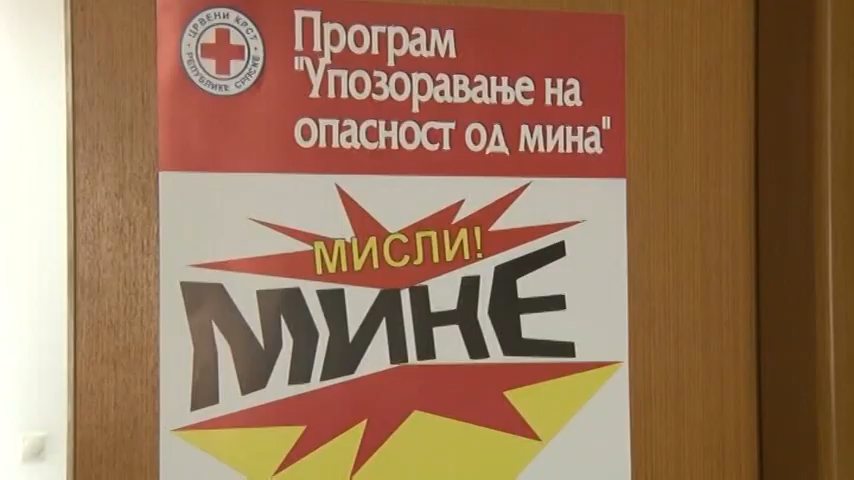 ЦРВЕНИ КРСТ
РЕПУБЛИКЕ СРПСКЕ
Програм
"Упозоравање на
опасност од мина"
МИСЛИ!
МИНЕ